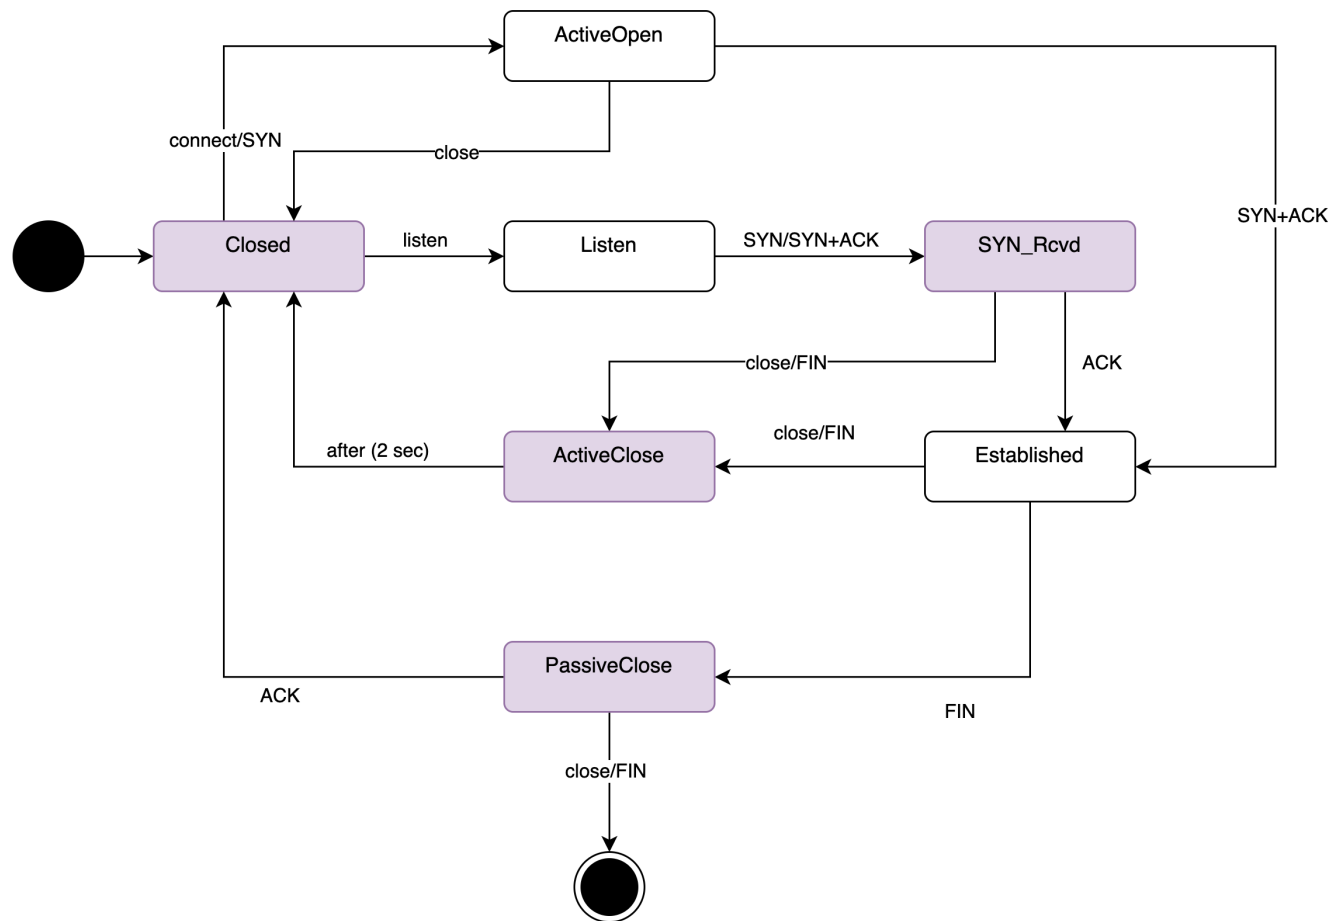 ActiveOpen
connect/SYN
close
SYN+ACK
Closed
listen
Listen
SYN/SYN+ACK
SYN_Rcvd
close/FIN
ACK
after (2 sec)
ActiveClose
close/FIN
Established
PassiveClose
ACK
FIN
close/FIN